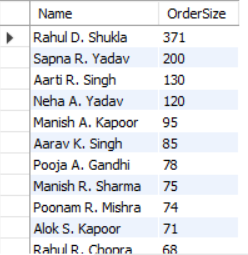 Name OrderSize
Rahul D. Shukla 371
Sapna R. Yadav 200
Aarti R. Singh 130
Neha A. Yadav 120
Manish A. Kapoor 95
Aarav K. Singh 85
Pooja A. Gandhi 78
Manish R. Sharma 75
Poonam R. Mishra 74
Alok S. Kapoor 71
Rahul R. Chopra 68